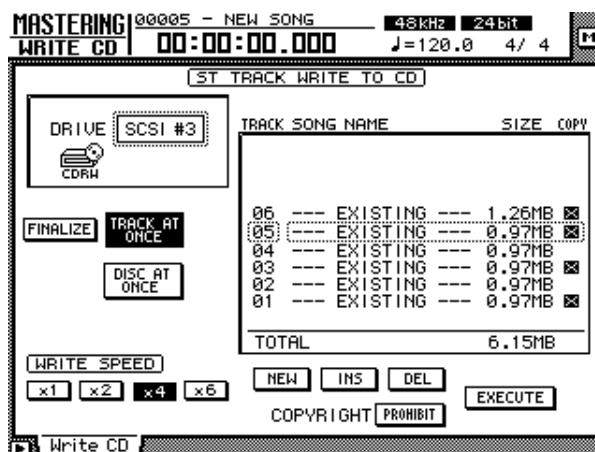 MASTERING 00005 - NEW SONG 48kHz 24bit
WRITE CD 00:00:00.000 ♩=120.0 4/ 4 M
ST TRACK WRITE TO CD
DRIVE SCSI #3
CDRW
TRACK SONG NAME SIZE COPY
06 --- EXISTING --- 1.26MB
05 --- EXISTING --- 0.97MB
04 --- EXISTING --- 0.97MB
03 --- EXISTING --- 0.97MB
02 --- EXISTING --- 0.97MB
01 --- EXISTING --- 0.97MB
TOTAL 6.15MB
FINALIZE
TRACK AT
ONCE
DISC AT
ONCE
WRITE SPEED
x1 x2 x4 x6
NEW INS DEL
EXECUTE
COPYRIGHT PROHIBIT
Write CD